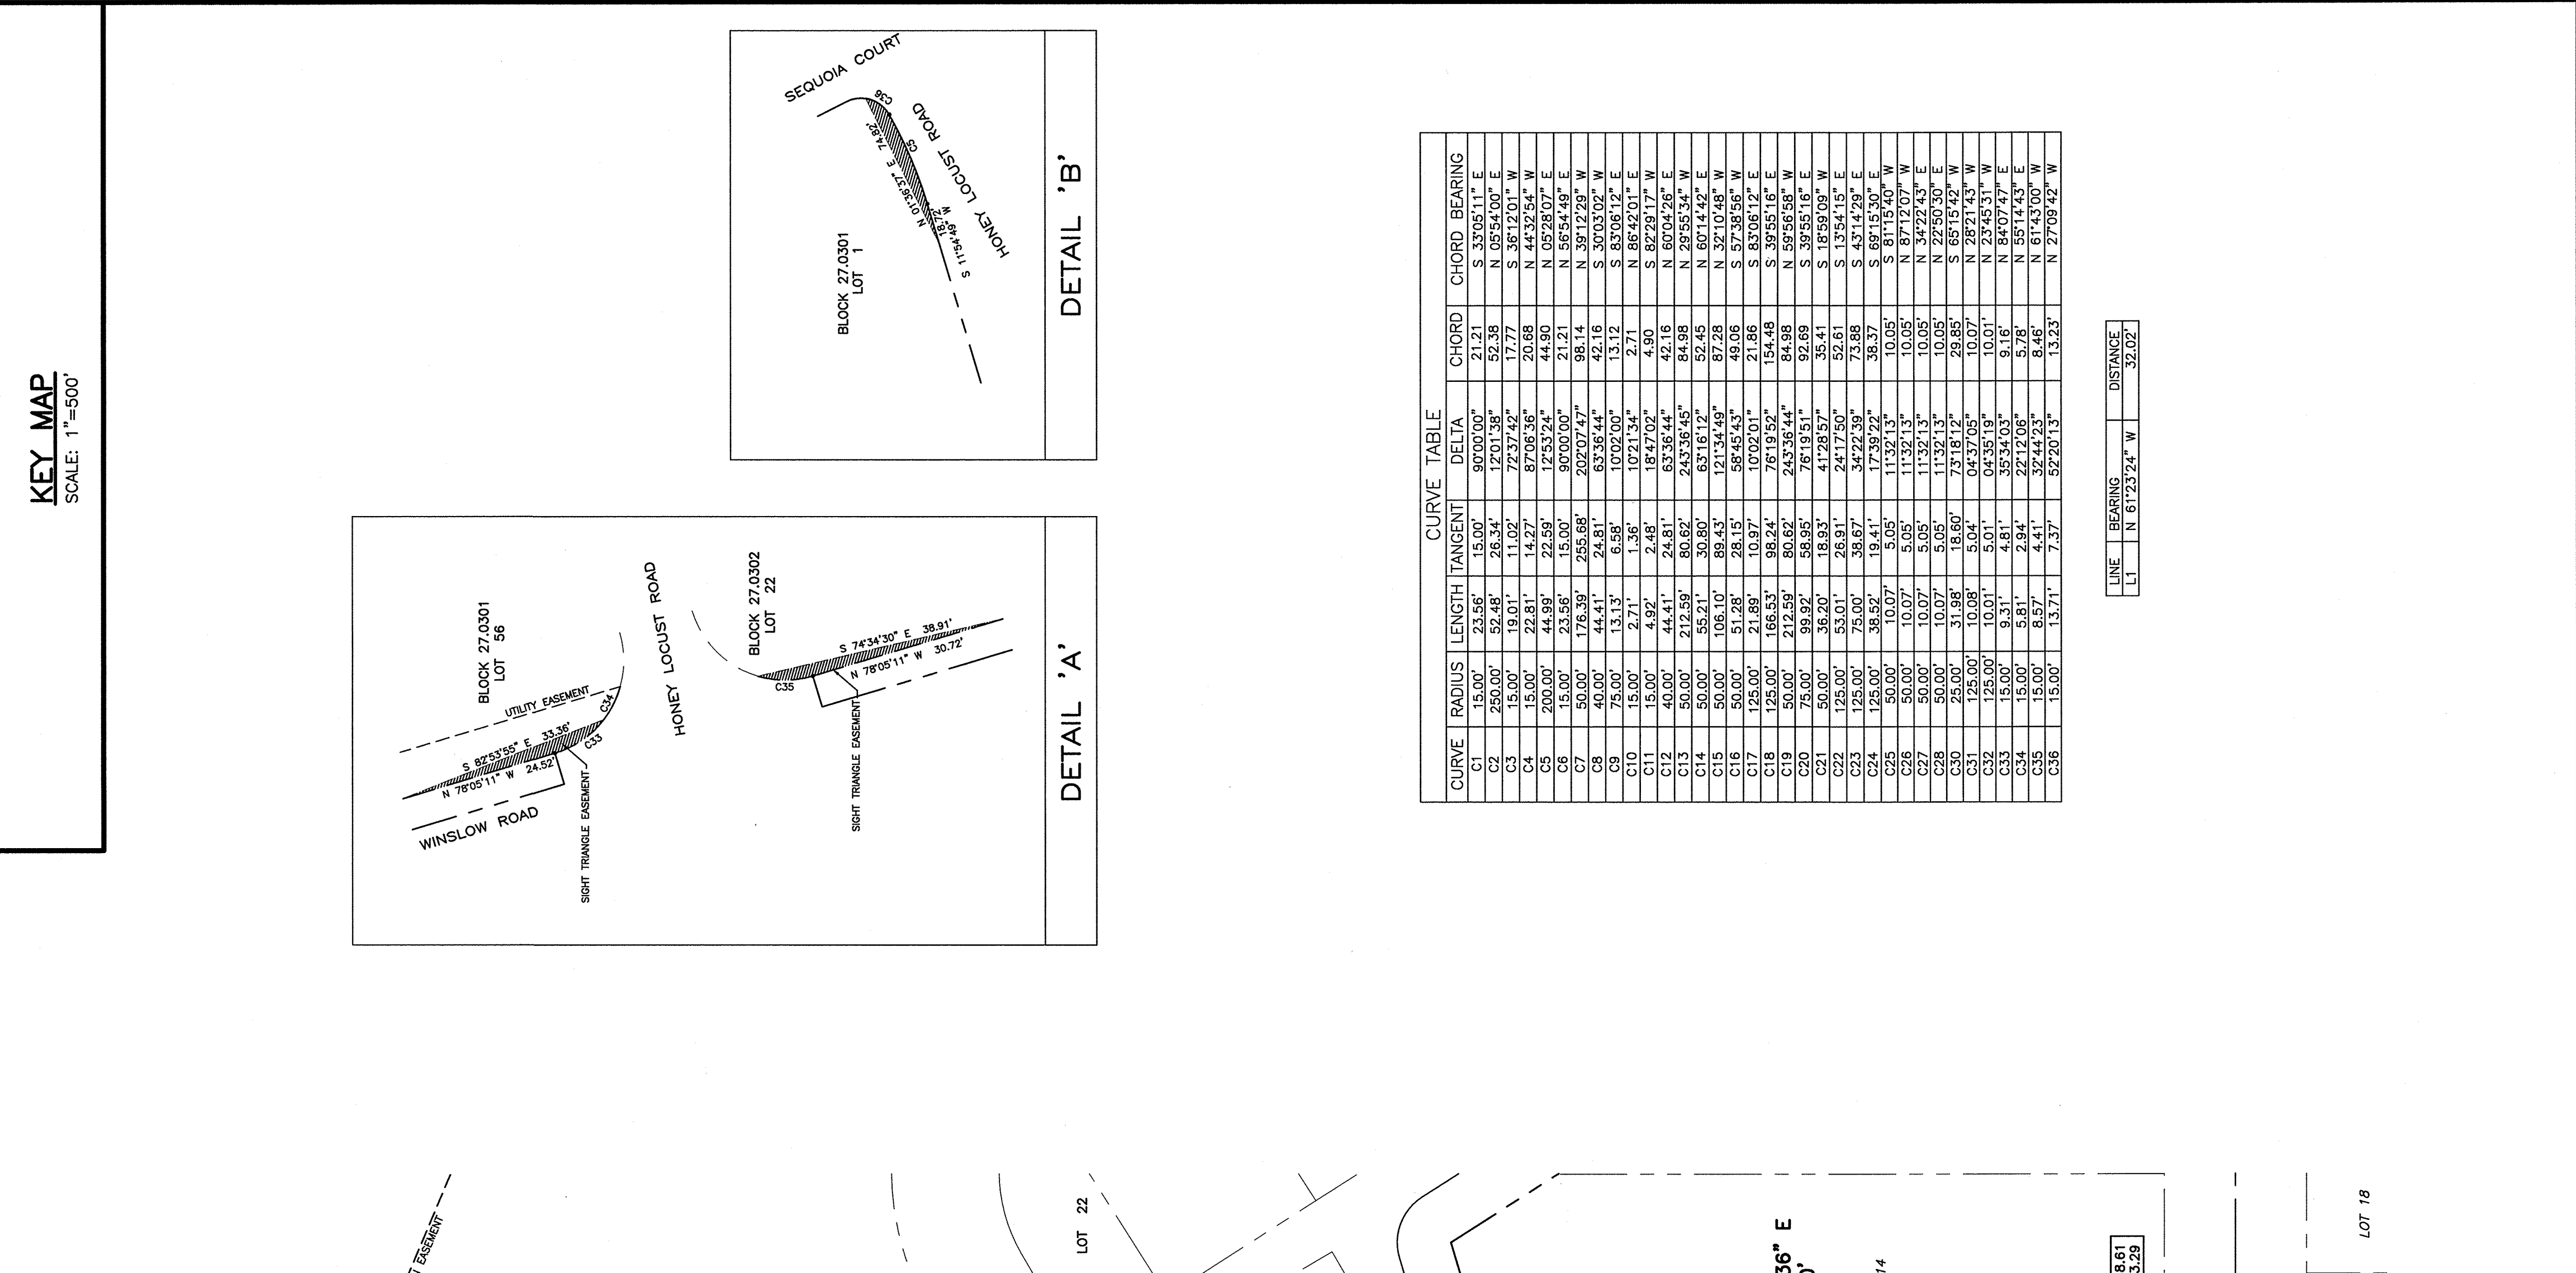 KEY MAP
SCALE: 1"=500'
BLOCK 27.0301
LOT 56
UTILITY EASEMENT
C34
C33
S 82°53'55" E 33.36'
N 78°05'11" W 24.52'
WINSLOW ROAD
SIGHT TRIANGLE EASEMENT
HONEY LOCUST ROAD
BLOCK 27.0302
LOT 22
C35
S 74°34'30" E 38.91'
N 78°05'11" W 30.72'
SIGHT TRIANGLE EASEMENT
DETAIL 'A'
SEQUOIA COURT
C36
N 01°36'37" E 74.82'
C5
HONEY LOCUST ROAD
18.72'
S 11°54'49" W
BLOCK 27.0301
LOT 1
DETAIL 'B'
CURVE TABLE
CURVE RADIUS LENGTH TANGENT DELTA CHORD CHORD BEARING
C1 15.00' 23.56' 15.00' 90°00'00" 21.21 S 33°05'11" E
C2 250.00' 52.48' 26.34' 12°01'38" 52.38 N 05°54'00" E
C3 15.00' 19.01' 11.02' 72°37'42" 17.77 S 36°12'01" W
C4 15.00' 22.81' 14.27' 87°06'36" 20.68 N 44°32'54" W
C5 200.00' 44.99' 22.59' 12°53'24" 44.90 N 05°28'07" E
C6 15.00' 23.56' 15.00' 90°00'00" 21.21 N 56°54'49" E
C7 50.00' 176.39' 255.68' 202°07'47" 98.14 N 39°12'29" W
C8 40.00' 44.41' 24.81' 63°36'44" 42.16 S 30°03'02" W
C9 75.00' 13.13' 6.58' 10°02'00" 13.12 S 83°06'12" E
C10 15.00' 2.71' 1.36' 10°21'34" 2.71 N 86°42'01" E
C11 15.00' 4.92' 2.48' 18°47'02" 4.90 S 82°29'17" W
C12 40.00' 44.41' 24.81' 63°36'44" 42.16 N 60°04'26" E
C13 50.00' 212.59' 80.62' 243°36'45" 84.98 N 29°55'34" W
C14 50.00' 55.21' 30.80' 63°16'12" 52.45 N 60°14'42" E
C15 50.00' 106.10' 89.43' 121°34'49" 87.28 N 32°10'48" W
C16 50.00' 51.28' 28.15' 58°45'43" 49.06 S 57°38'56" W
C17 125.00' 21.89' 10.97' 10°02'01" 21.86 S 83°06'12" E
C18 125.00' 166.53' 98.24' 76°19'52" 154.48 S 39°55'16" E
C19 50.00' 212.59' 80.62' 243°36'44" 84.98 N 59°56'58" W
C20 75.00' 99.92' 58.95' 76°19'51" 92.69 S 39°55'16" E
C21 50.00' 36.20' 18.93' 41°28'57" 35.41 S 18°59'09" W
C22 125.00' 53.01' 26.91' 24°17'50" 52.61 S 13°54'15" E
C23 125.00' 75.00' 38.67' 34°22'39" 73.88 S 43°14'29" E
C24 125.00' 38.52' 19.41' 17°39'22" 38.37 S 69°15'30" E
C25 50.00' 10.07' 5.05' 11°32'13" 10.05' S 81°15'40" W
C26 50.00' 10.07' 5.05' 11°32'13" 10.05' N 87°12'07" W
C27 50.00' 10.07' 5.05' 11°32'13" 10.05' N 34°22'43" E
C28 50.00' 10.07' 5.05' 11°32'13" 10.05' N 22°50'30" E
C30 25.00' 31.98' 18.60' 73°18'12" 29.85' S 65°15'42" W
C31 125.00' 10.08' 5.04' 04°37'05" 10.07' N 28°21'43" W
C32 125.00' 10.01' 5.01' 04°35'19" 10.01' N 23°45'31" W
C33 15.00' 9.31' 4.81' 35°34'03" 9.16' N 84°07'47" E
C34 15.00' 5.81' 2.94' 22°12'06" 5.78' N 55°14'43" E
C35 15.00' 8.57' 4.41' 32°44'23" 8.46' N 61°43'00" W
C36 15.00' 13.71' 7.37' 52°20'13" 13.23' N 27°09'42" W
LINE BEARING DISTANCE
L1 N 61°23'24" W 32.02'
EASEMENT
LOT 22
36" E
0'
14
8.61
3.29
LOT 18